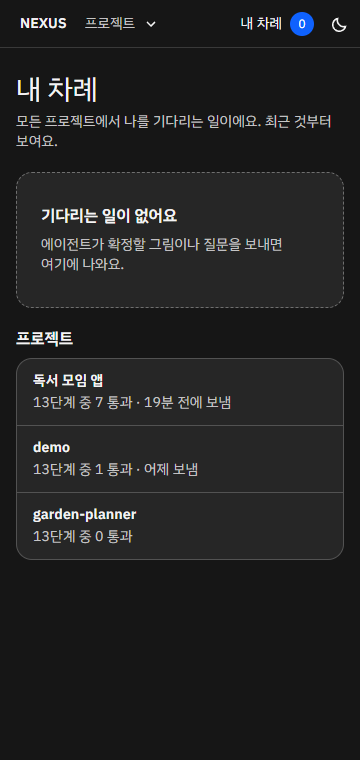 NEXUS 프로젝트 내 차례 0
내 차례
모든 프로젝트에서 나를 기다리는 일이에요. 최근 것부터
보여요.
기다리는 일이 없어요
에이전트가 확정할 그림이나 질문을 보내면
여기에 나와요.
프로젝트
독서 모임 앱
13단계 중 7 통과 · 19분 전에 보냄
demo
13단계 중 1 통과 · 어제 보냄
garden-planner
13단계 중 0 통과